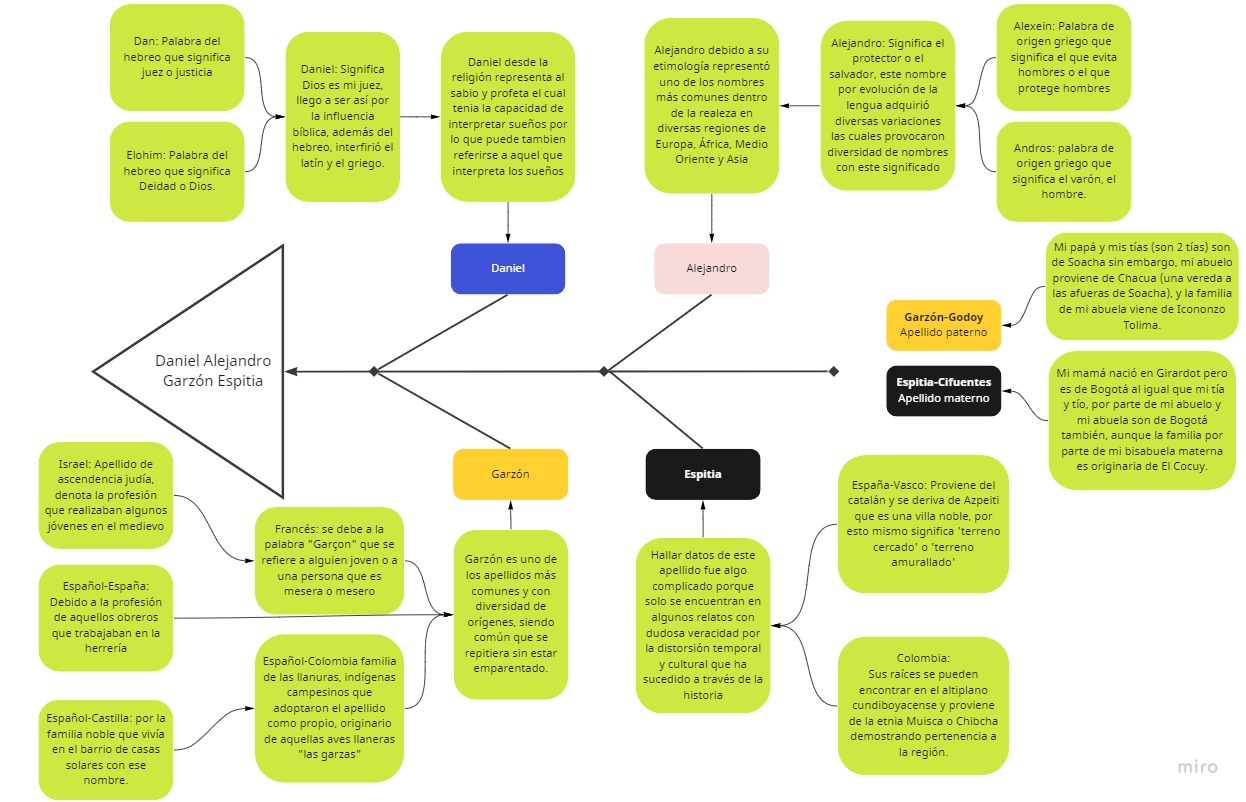 Dan: Palabra del
hebreo que significa
juez o justicia
Elohim: Palabra del
hebreo que significa
Deidad o Dios.
Daniel: Significa
Dios es mi juez,
llego a ser así por
la influencia
bíblica, además del
hebreo, interfirió el
latín y el griego.
Daniel desde la
religión representa al
sabio y profeta el cual
tenia la capacidad de
interpretar sueños por
lo que puede tambien
referirse a aquel que
interpreta los sueños
Alejandro debido a su
etimología representó
uno de los nombres
más comunes dentro
de la realeza en
diversas regiones de
Europa, África, Medio
Oriente y Asia
Alejandro: Significa el
protector o el
salvador, este nombre
por evolución de la
lengua adquirió
diversas variaciones
las cuales provocaron
diversidad de nombres
con este significado
Alexein: Palabra de
origen griego que
significa el que evita
hombres o el que
protege hombres
Andros: palabra de
origen griego que
significa el varón, el
hombre.
Daniel
Alejandro
Mi papá y mis tías (son 2 tías) son
de Soacha sin embargo, mi abuelo
proviene de Chacua (una vereda a
las afueras de Soacha), y la familia
de mi abuela viene de Icononzo
Tolima.
Garzón-Godoy
Apellido paterno
Daniel Alejandro
Garzón Espitia
Espitia-Cifuentes
Apellido materno
Mi mamá nació en Girardot pero
es de Bogotá al igual que mi tía
y tío, por parte de mi abuelo y
mi abuela son de Bogotá
también, aunque la familia por
parte de mi bisabuela materna
es originaria de El Cocuy.
Garzón
Espitia
Israel: Apellido de
ascendencia judía,
denota la profesión
que realizaban algunos
jóvenes en el medievo
Francés: se debe a la
palabra "Garçon" que se
refiere a alguien joven o a
una persona que es
mesera o mesero
Español-España:
Debido a la profesión
de aquellos obreros
que trabajaban en la
herrería
Español-Colombia familia
de las llanuras, indígenas
campesinos que
adoptaron el apellido
como propio, originario
de aquellas aves llaneras
"las garzas"
Español-Castilla: por la
familia noble que vivía
en el barrio de casas
solares con ese
nombre.
Garzón es uno de
los apellidos más
comunes y con
diversidad de
orígenes, siendo
común que se
repitiera sin estar
emparentado.
Hallar datos de este
apellido fue algo
complicado porque
solo se encuentran en
algunos relatos con
dudosa veracidad por
la distorsión temporal
y cultural que ha
sucedido a través de la
historia
España-Vasco: Proviene del
catalán y se deriva de Azpeiti
que es una villa noble, por
esto mismo significa 'terreno
cercado' o 'terreno
amurallado'
Colombia:
Sus raíces se pueden
encontrar en el altiplano
cundiboyacense y proviene
de la etnia Muisca o Chibcha
demostrando pertenencia a
la región.
miro